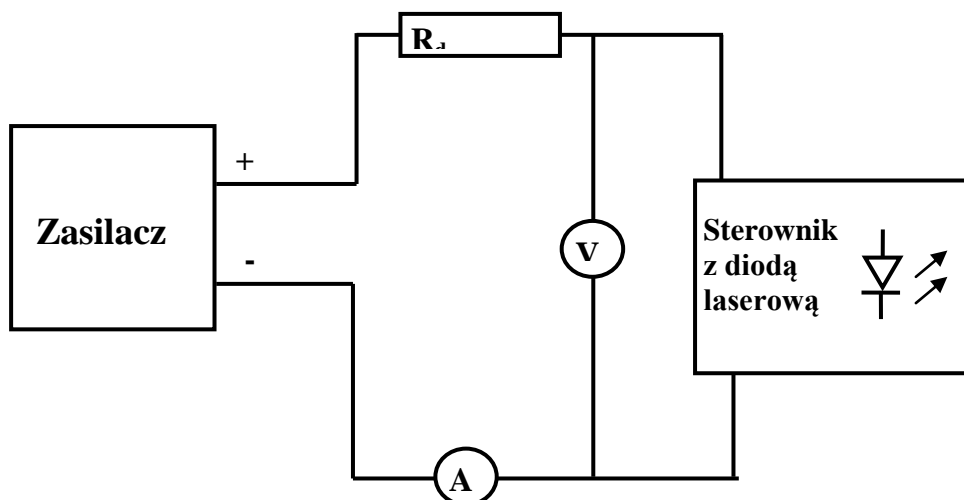 R
+
Zasilacz
-
V
Sterownik
z diodą
laserową
A